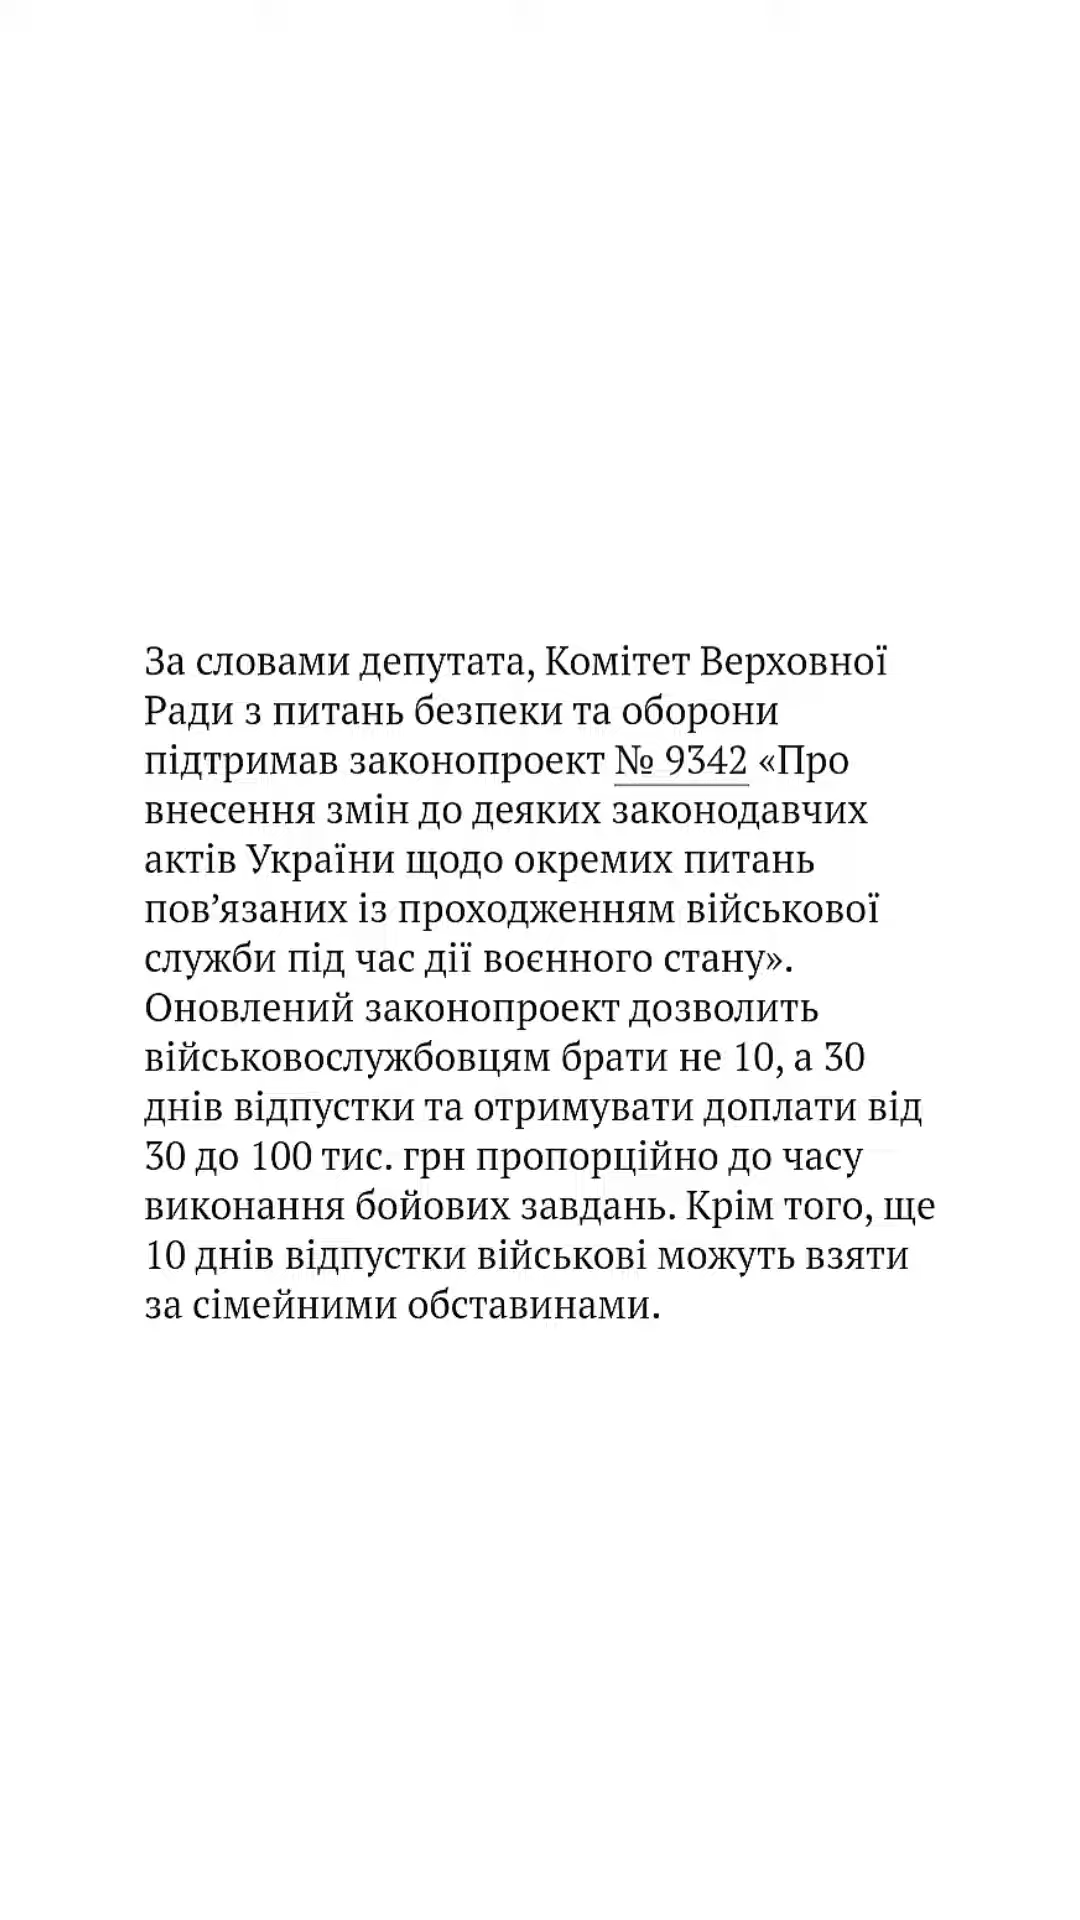 За словами депутата, Комітет Верховної
Ради з питань безпеки та оборони
підтримав законопроект № 9342 «Про
внесення змін до деяких законодавчих
актів України щодо окремих питань
пов’язаних із проходженням військової
служби під час дії воєнного стану».
Оновлений законопроект дозволить
військовослужбовцям брати не 10, а 30
днів відпустки та отримувати доплати від
30 до 100 тис. грн пропорційно до часу
виконання бойових завдань. Крім того, ще
10 днів відпустки військові можуть взяти
за сімейними обставинами.